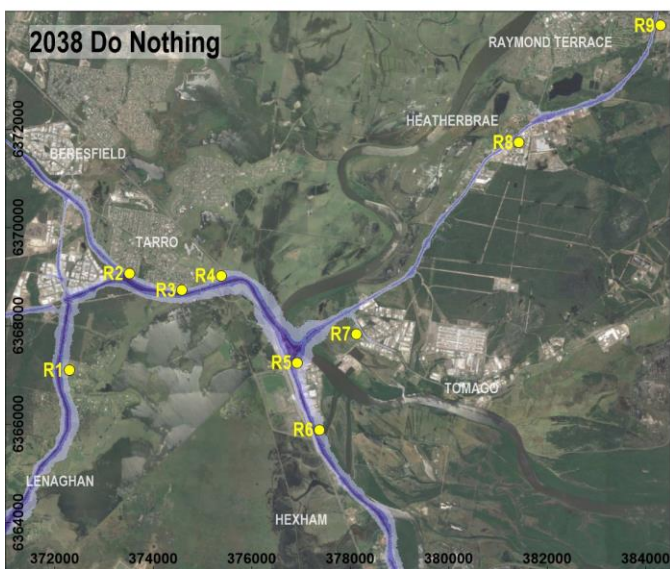 2038 Do Nothing
R9
RAYMOND TERRACE
6372000
HEATHERBRAE
R8
BERESFIELD
6370000
TARRO
R2
R4
R3
6368000
R7
R5
R1
TOMAGO
6366000
R6
LENAGHAN
6364000
HEXHAM
372000 374000 376000 378000 380000 382000 384000